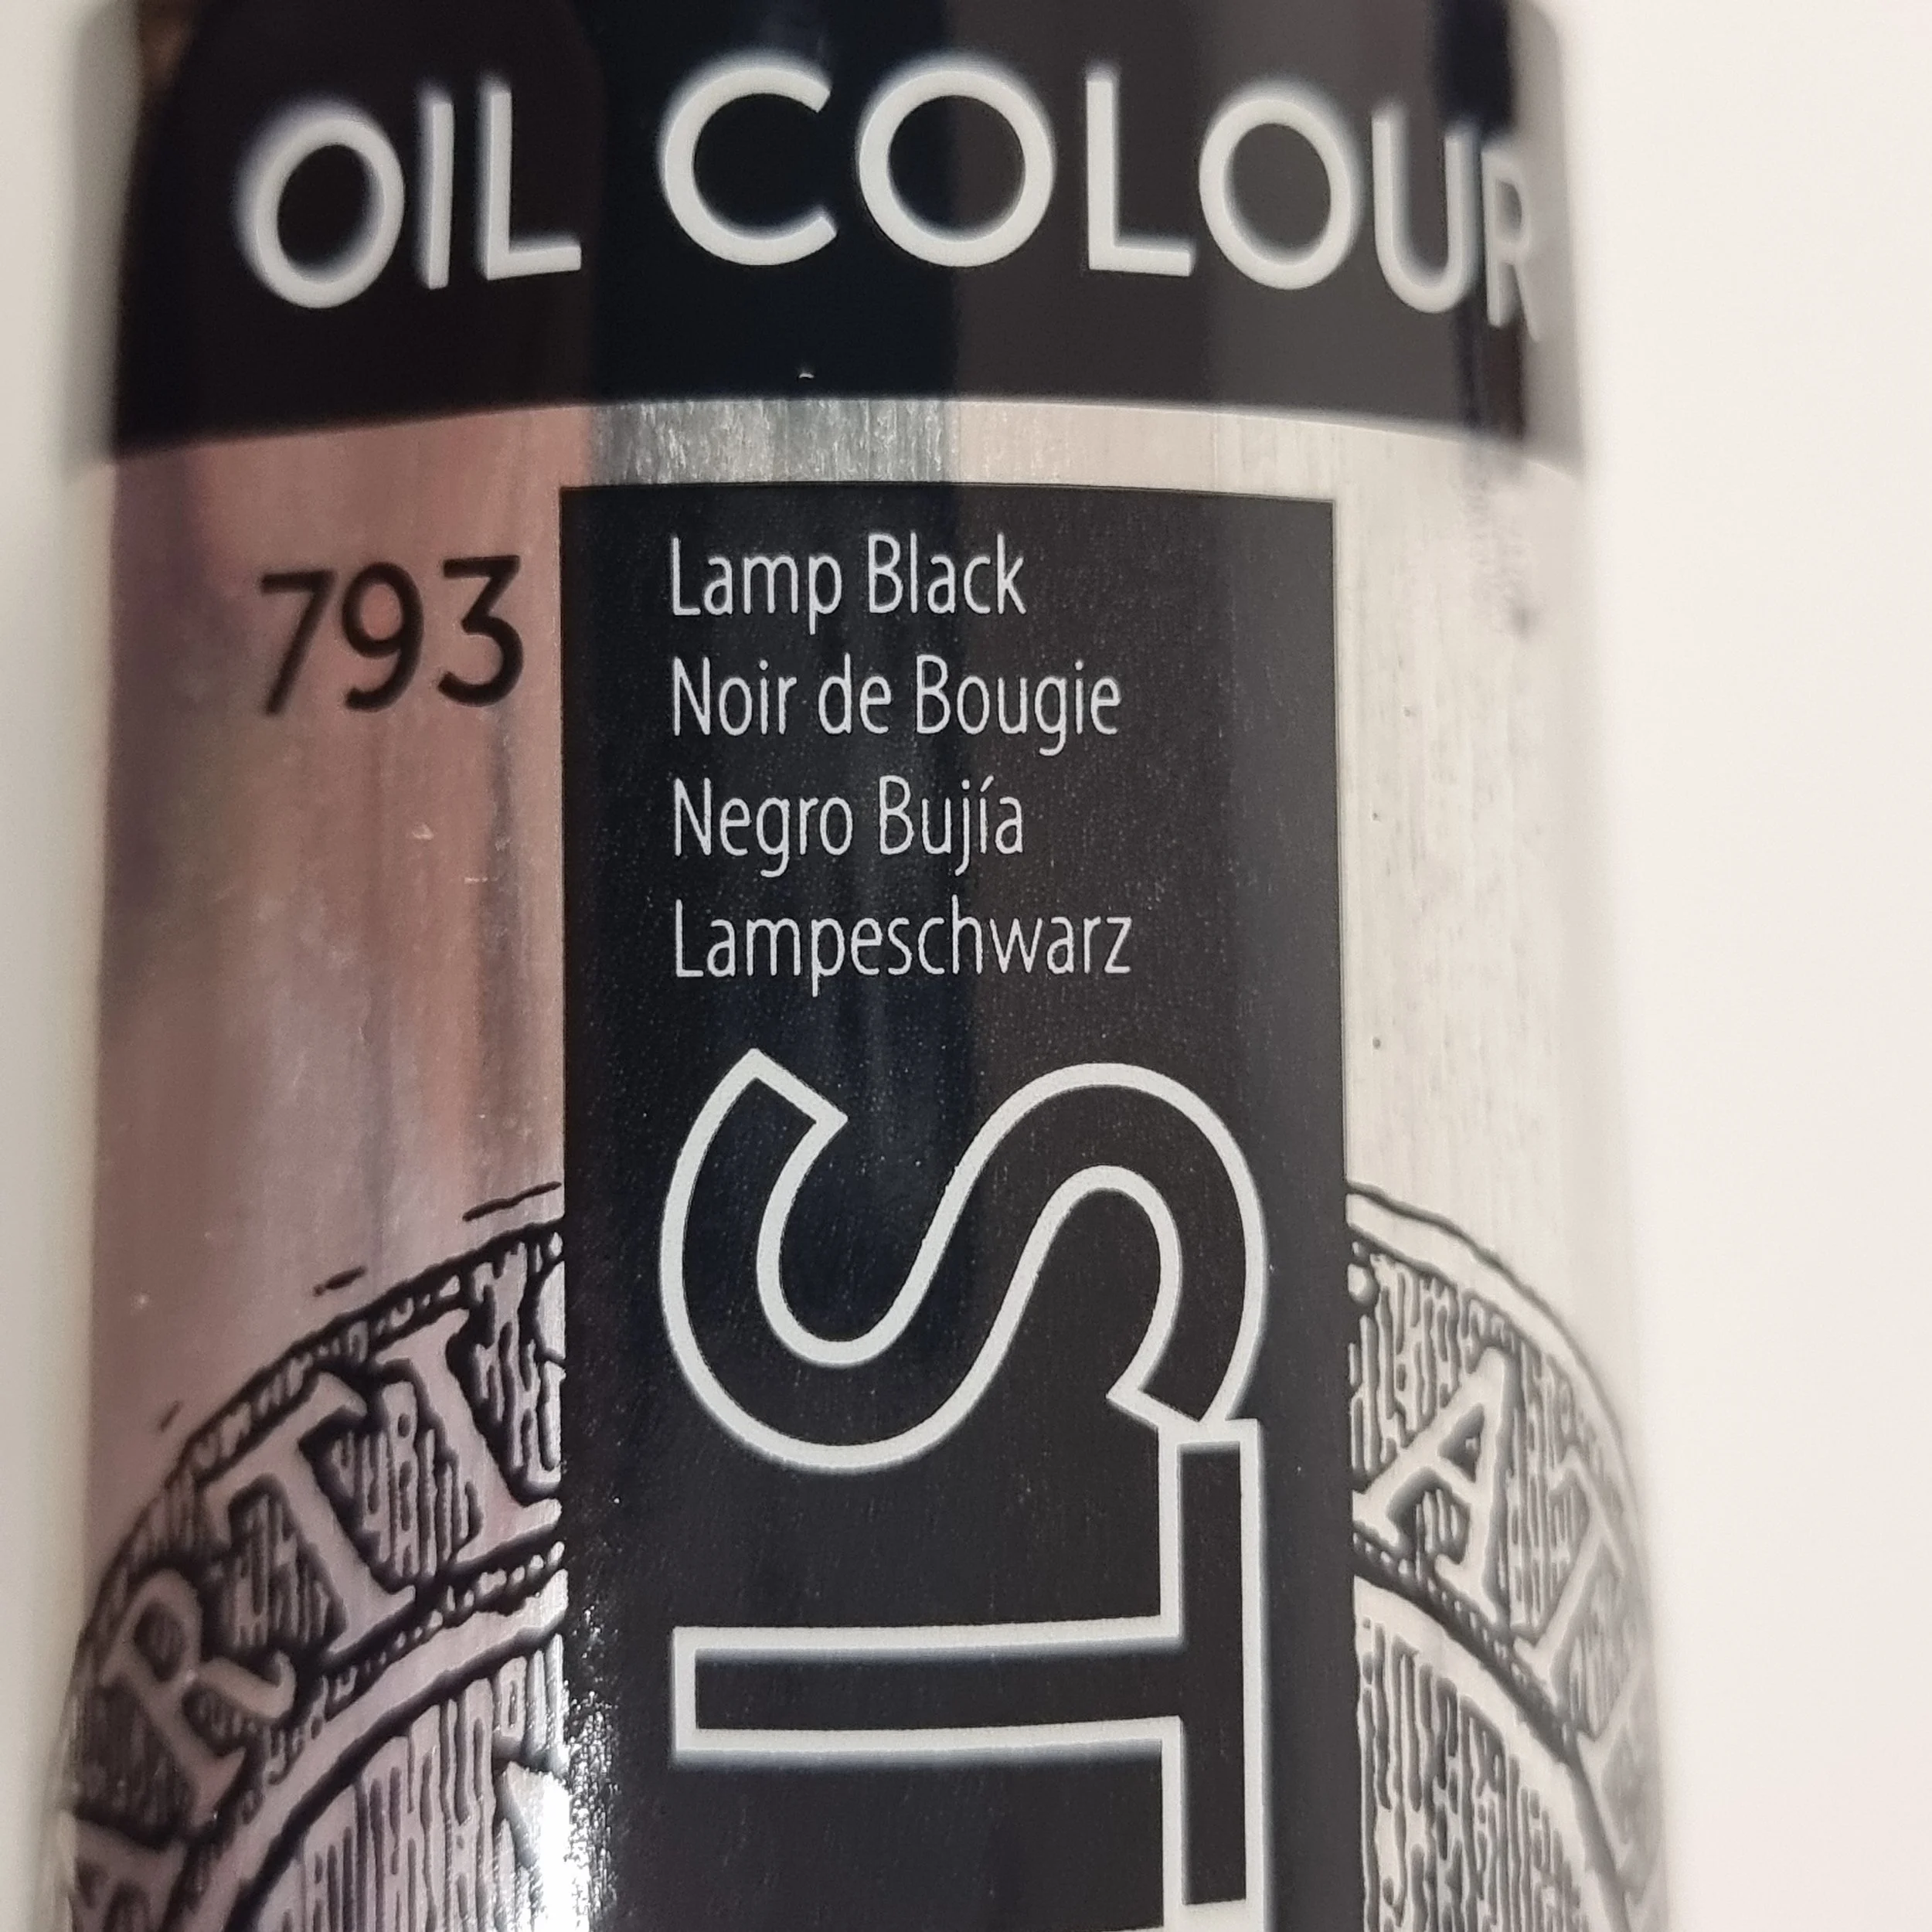 OIL COLOUR
793
Lamp Black
Noir de Bougie
Negro Bujía
Lampeschwarz